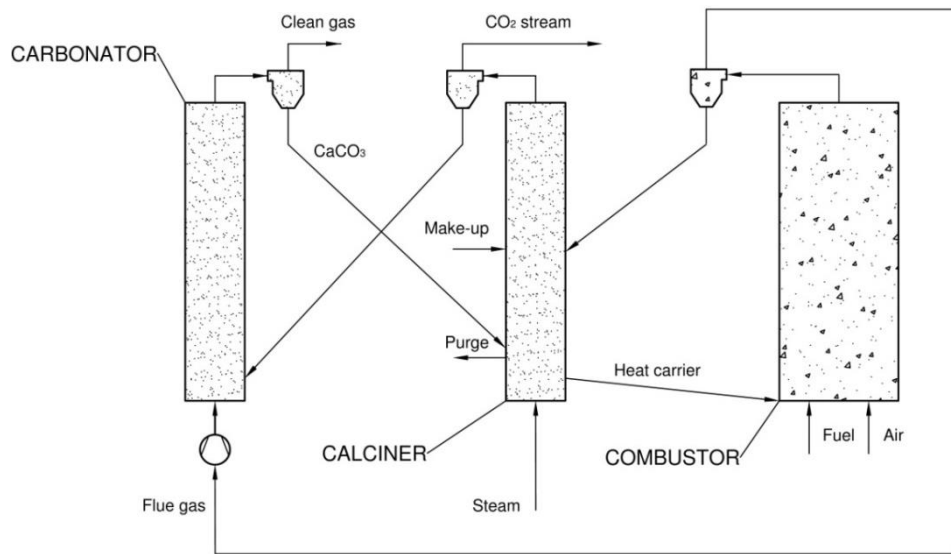 Clean gas
CO₂ stream
CARBONATOR
CaCO₃
Make-up
Purge
Heat carrier
CALCINER
COMBUSTOR
Fuel
Air
Flue gas
Steam